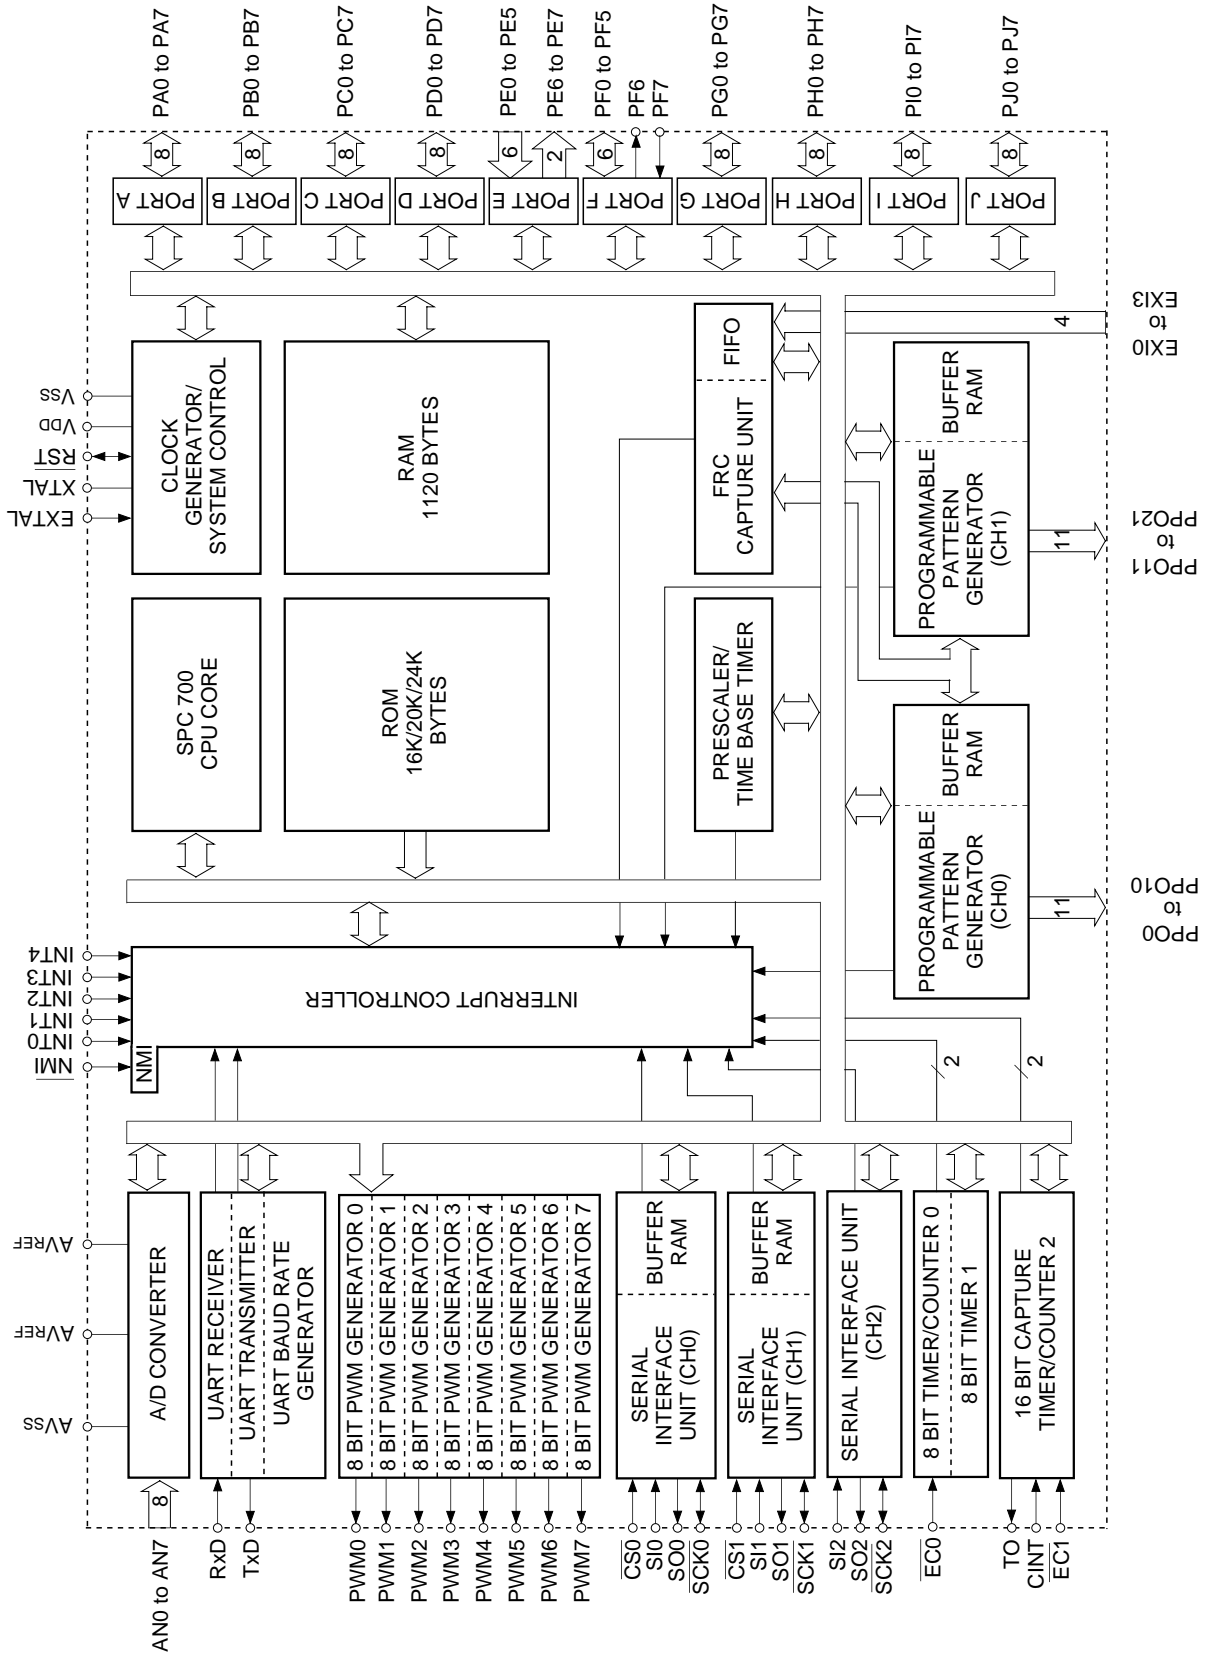 AN0 to AN7
AVSS
AVREF
AVREF
NMI
INT0
INT1
INT2
INT3
INT4
EXTAL
XTAL
RST
VDD
VSS
8
A/D CONVERTER
NMI
INTERRUPT CONTROLLER
SPC 700
CPU CORE
CLOCK
GENERATOR/
SYSTEM CONTROL
PORT A
8
PA0 to PA7
RxD
TxD
UART RECEIVER
UART TRANSMITTER
UART BAUD RATE
GENERATOR
ROM
16K/20K/24K
BYTES
RAM
1120 BYTES
PORT B
8
PB0 to PB7
PORT C
8
PC0 to PC7
PORT D
8
PD0 to PD7
PWM0
PWM1
PWM2
PWM3
PWM4
PWM5
PWM6
PWM7
8 BIT PWM GENERATOR 0
8 BIT PWM GENERATOR 1
8 BIT PWM GENERATOR 2
8 BIT PWM GENERATOR 3
8 BIT PWM GENERATOR 4
8 BIT PWM GENERATOR 5
8 BIT PWM GENERATOR 6
8 BIT PWM GENERATOR 7
PORT E
6
2
PE0 to PE5
PE6 to PE7
PORT F
6
PF0 to PF5
PF6
PF7
CS0
SI0
SO0
SCK0
SERIAL
INTERFACE
UNIT (CH0)
BUFFER
RAM
PRESCALER/
TIME BASE TIMER
FRC
CAPTURE UNIT
FIFO
PORT G
8
PG0 to PG7
CS1
SI1
SO1
SCK1
SERIAL
INTERFACE
UNIT (CH1)
BUFFER
RAM
PORT H
8
PH0 to PH7
SI2
SO2
SCK2
SERIAL INTERFACE UNIT
(CH2)
EC0
8 BIT TIMER/COUNTER 0
8 BIT TIMER 1
2
PROGRAMMABLE
PATTERN
GENERATOR
(CH0)
BUFFER
RAM
PROGRAMMABLE
PATTERN
GENERATOR
(CH1)
BUFFER
RAM
PORT I
8
PI0 to PI7
TO
CINT
EC1
16 BIT CAPTURE
TIMER/COUNTER 2
2
11
11
4
PORT J
8
PJ0 to PJ7
PPO0
to
PPO10
PPO11
to
PPO21
EXI0
to
EXI3